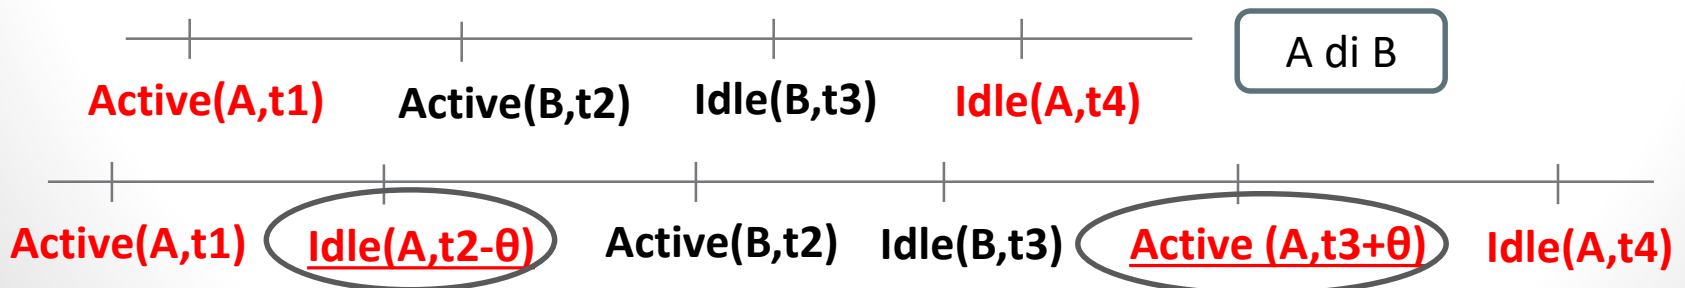 A di B
Active(A,t1) Active(B,t2) Idle(B,t3) Idle(A,t4)
Active(A,t1) Idle(A,t2-θ) Active(B,t2) Idle(B,t3) Active (A,t3+θ) Idle(A,t4)